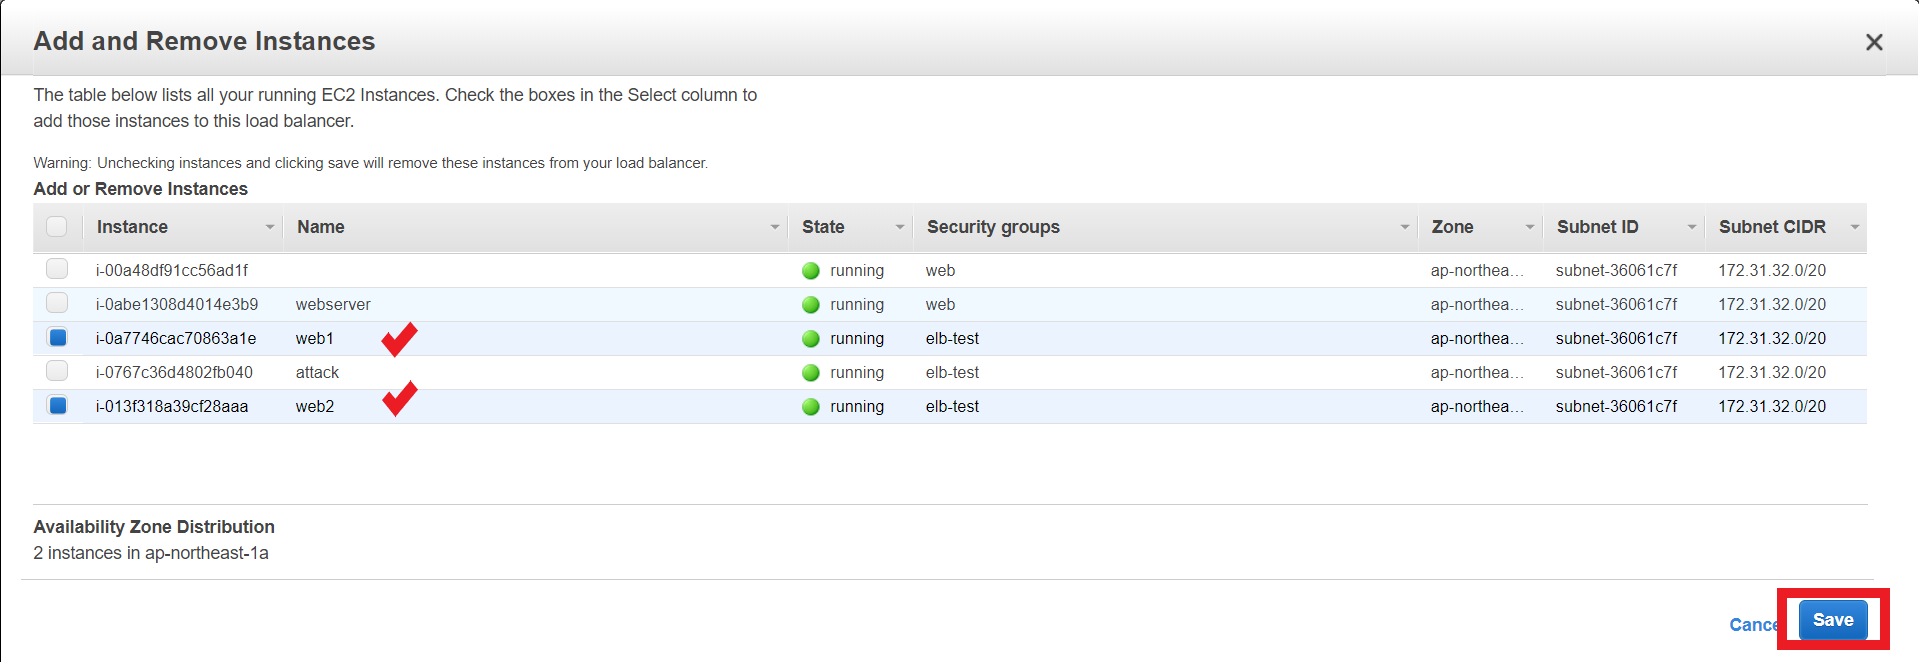 Add and Remove Instances
The table below lists all your running EC2 Instances. Check the boxes in the Select column to
add those instances to this load balancer.
Warning: Unchecking instances and clicking save will remove these instances from your load balancer.
Add or Remove Instances
Instance Name State Security groups Zone Subnet ID Subnet CIDR
i-00a48df91cc56ad1f running web ap-northea... subnet-36061c7f 172.31.32.0/20
i-0abe1308d4014e3b9 webserver running web ap-northea... subnet-36061c7f 172.31.32.0/20
i-0a7746cac70863a1e web1 running elb-test ap-northea... subnet-36061c7f 172.31.32.0/20
i-0767c36d4802fb040 attack running elb-test ap-northea... subnet-36061c7f 172.31.32.0/20
i-013f318a39cf28aaa web2 running elb-test ap-northea... subnet-36061c7f 172.31.32.0/20
Availability Zone Distribution
2 instances in ap-northeast-1a
Cance Save